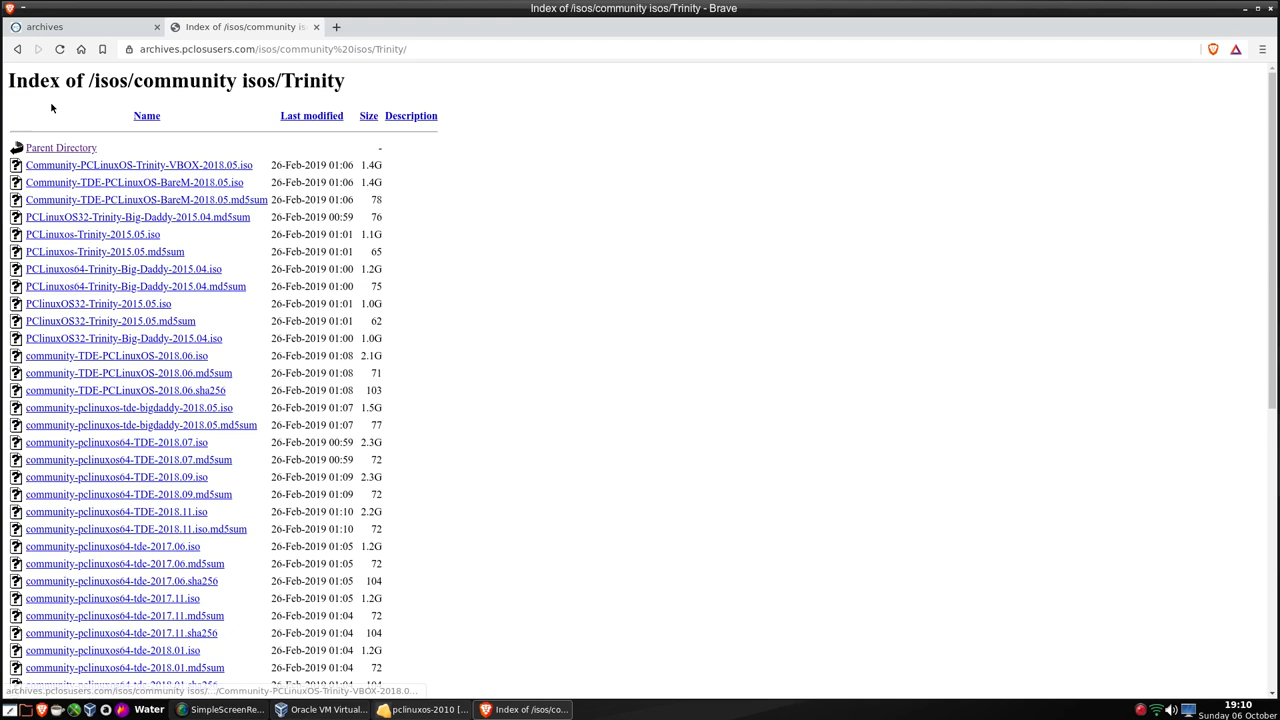 Index of /isos/community isos/Trinity - Brave
archives
Index of /isos/community is
archives.pclosusers.com/isos/community%20isos/Trinity/
Index of /isos/community isos/Trinity
Name Last modified Size Description
Parent Directory -
Community-PCLinuxOS-Trinity-VBOX-2018.05.iso 26-Feb-2019 01:06 1.4G
Community-TDE-PCLinuxOS-BareM-2018.05.iso 26-Feb-2019 01:06 1.4G
Community-TDE-PCLinuxOS-BareM-2018.05.md5sum 26-Feb-2019 01:06 78
PCLinuxOS32-Trinity-Big-Daddy-2015.04.md5sum 26-Feb-2019 00:59 76
PCLinuxos-Trinity-2015.05.iso 26-Feb-2019 01:01 1.1G
PCLinuxos-Trinity-2015.05.md5sum 26-Feb-2019 01:01 65
PCLinuxos64-Trinity-Big-Daddy-2015.04.iso 26-Feb-2019 01:00 1.2G
PCLinuxos64-Trinity-Big-Daddy-2015.04.md5sum 26-Feb-2019 01:00 75
PClinuxOS32-Trinity-2015.05.iso 26-Feb-2019 01:01 1.0G
PClinuxOS32-Trinity-2015.05.md5sum 26-Feb-2019 01:01 62
PClinuxOS32-Trinity-Big-Daddy-2015.04.iso 26-Feb-2019 01:00 1.0G
community-TDE-PCLinuxOS-2018.06.iso 26-Feb-2019 01:08 2.1G
community-TDE-PCLinuxOS-2018.06.md5sum 26-Feb-2019 01:08 71
community-TDE-PCLinuxOS-2018.06.sha256 26-Feb-2019 01:08 103
community-pclinuxos-tde-bigdaddy-2018.05.iso 26-Feb-2019 01:07 1.5G
community-pclinuxos-tde-bigdaddy-2018.05.md5sum 26-Feb-2019 01:07 77
community-pclinuxos64-TDE-2018.07.iso 26-Feb-2019 00:59 2.3G
community-pclinuxos64-TDE-2018.07.md5sum 26-Feb-2019 00:59 72
community-pclinuxos64-TDE-2018.09.iso 26-Feb-2019 01:09 2.3G
community-pclinuxos64-TDE-2018.09.md5sum 26-Feb-2019 01:09 72
community-pclinuxos64-TDE-2018.11.iso 26-Feb-2019 01:10 2.2G
community-pclinuxos64-TDE-2018.11.iso.md5sum 26-Feb-2019 01:10 72
community-pclinuxos64-tde-2017.06.iso 26-Feb-2019 01:05 1.2G
community-pclinuxos64-tde-2017.06.md5sum 26-Feb-2019 01:05 72
community-pclinuxos64-tde-2017.06.sha256 26-Feb-2019 01:05 104
community-pclinuxos64-tde-2017.11.iso 26-Feb-2019 01:05 1.2G
community-pclinuxos64-tde-2017.11.md5sum 26-Feb-2019 01:04 72
community-pclinuxos64-tde-2017.11.sha256 26-Feb-2019 01:04 104
community-pclinuxos64-tde-2018.01.iso 26-Feb-2019 01:04 1.2G
community-pclinuxos64-tde-2018.01.md5sum 26-Feb-2019 01:04 72
archives.pclosusers.com/isos/community isos/.../Community-PCLinuxOS-Trinity-VBOX-2018.0...
Water SimpleScreenRe... Oracle VM Virtual... pclinuxos-2010 [... Index of /isos/co...
19:10
Sunday 06 October